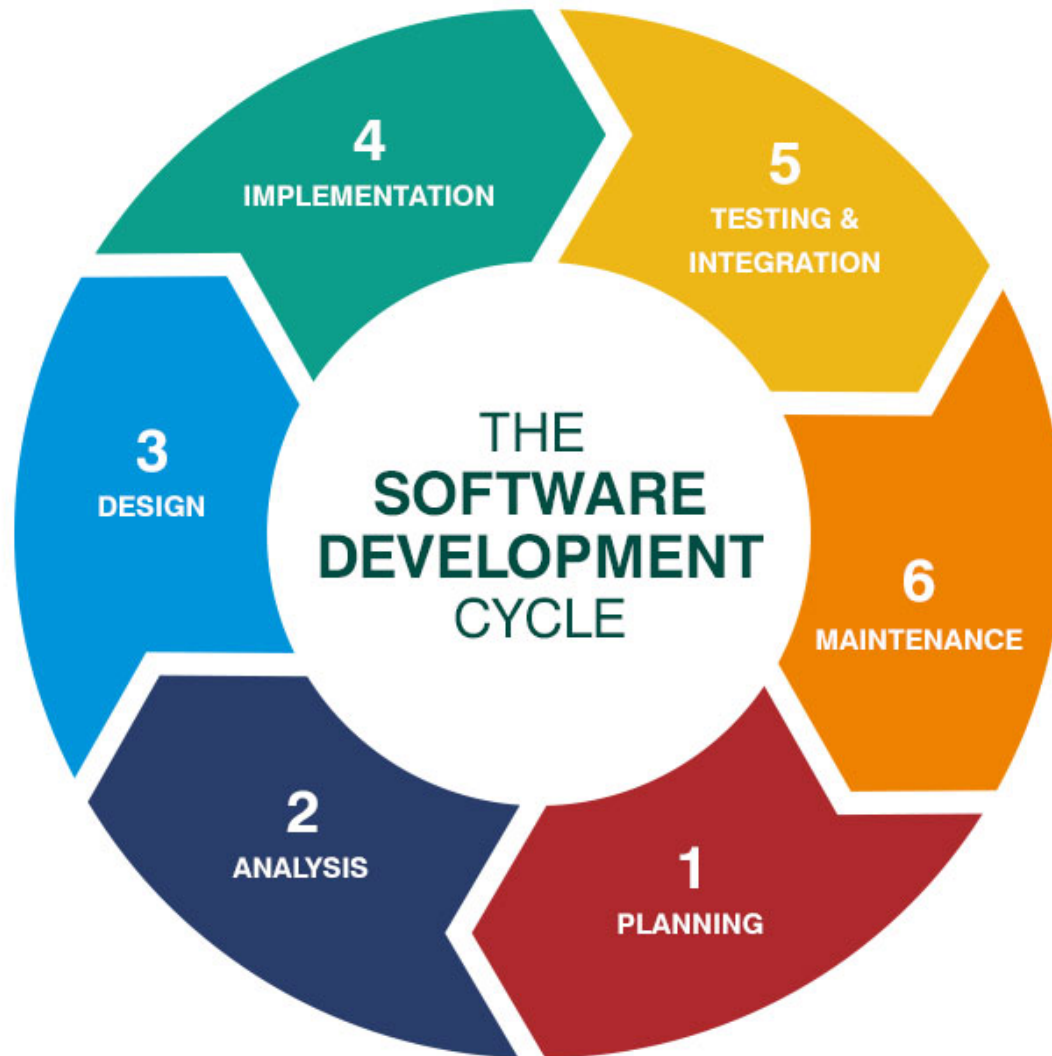 THE
SOFTWARE
DEVELOPMENT
CYCLE
1
PLANNING
2
ANALYSIS
3
DESIGN
4
IMPLEMENTATION
5
TESTING &
INTEGRATION
6
MAINTENANCE